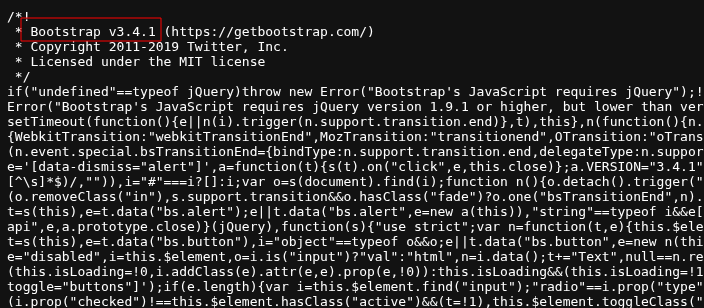 /*!
 * Bootstrap v3.4.1 (https://getbootstrap.com/)
 * Copyright 2011-2019 Twitter, Inc.
 * Licensed under the MIT license
 */
if("undefined"==typeof jQuery)throw new Error("Bootstrap's JavaScript requires jQuery");!
Error("Bootstrap's JavaScript requires jQuery version 1.9.1 or higher, but lower than ver
setTimeout(function(){e||n(i).trigger(n.support.transition.end)},t),this},n(function(){n.
{WebkitTransition:"webkitTransitionEnd",MozTransition:"transitionend",OTransition:"oTrans
(n.event.special.bsTransitionEnd={bindType:n.support.transition.end,delegateType:n.suppor
e='[data-dismiss="alert"]',a=function(t){s(t).on("click",e,this.close)};a.VERSION="3.4.1"
[^\s]*$)/,"")),i="#"===i?[]:i;var o=s(document).find(i);function n(){o.detach().trigger("
(o.removeClass("in"),s.support.transition&&o.hasClass("fade")?o.one("bsTransitionEnd",n).
t=s(this),e=t.data("bs.alert");e||t.data("bs.alert",e=new a(this)),"string"==typeof i&&e[
api",e,a.prototype.close)}(jQuery),function(s){"use strict";var n=function(t,e){this.$ele
t=s(this),e=t.data("bs.button"),i="object"==typeof o&&o;e||t.data("bs.button",e=new n(thi
e="disabled",i=this.$element,o=i.is("input")?"val":"html",n=i.data();t+="Text",null==n.re
(this.isLoading=!0,i.addClass(e).attr(e,e).prop(e,!0)):this.isLoading&&(this.isLoading=!1
toggle="buttons"]');if(e.length){var i=this.$element.find("input");"radio"==i.prop("type"
(i.prop("checked")!==this.$element.hasClass("active")&&(t=!1),this.$element.toggleClass("